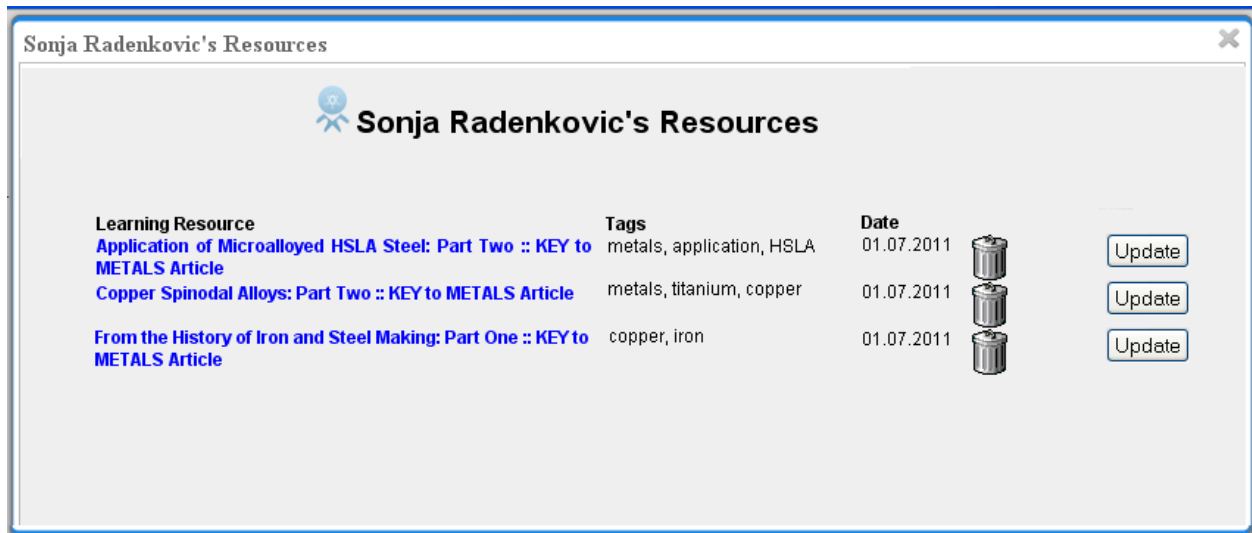 Sonja Radenkovic's Resources
Sonja Radenkovic's Resources
Learning Resource Tags Date
Application of Microalloyed HSLA Steel: Part Two :: KEY to metals, application, HSLA 01.07.2011 Update
METALS Article
Copper Spinodal Alloys: Part Two :: KEY to METALS Article metals, titanium, copper 01.07.2011 Update
From the History of Iron and Steel Making: Part One :: KEY to copper, iron 01.07.2011 Update
METALS Article